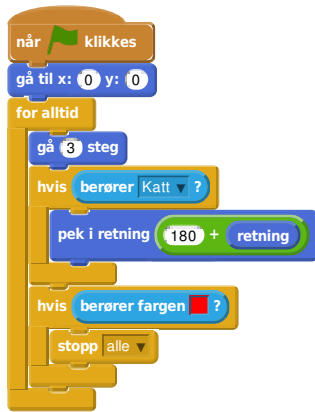 når klikkes
gå til x: 0 y: 0
for alltid
gå 3 steg
hvis berører Katt ?
pek i retning 180 + retning
hvis berører fargen ?
stopp alle